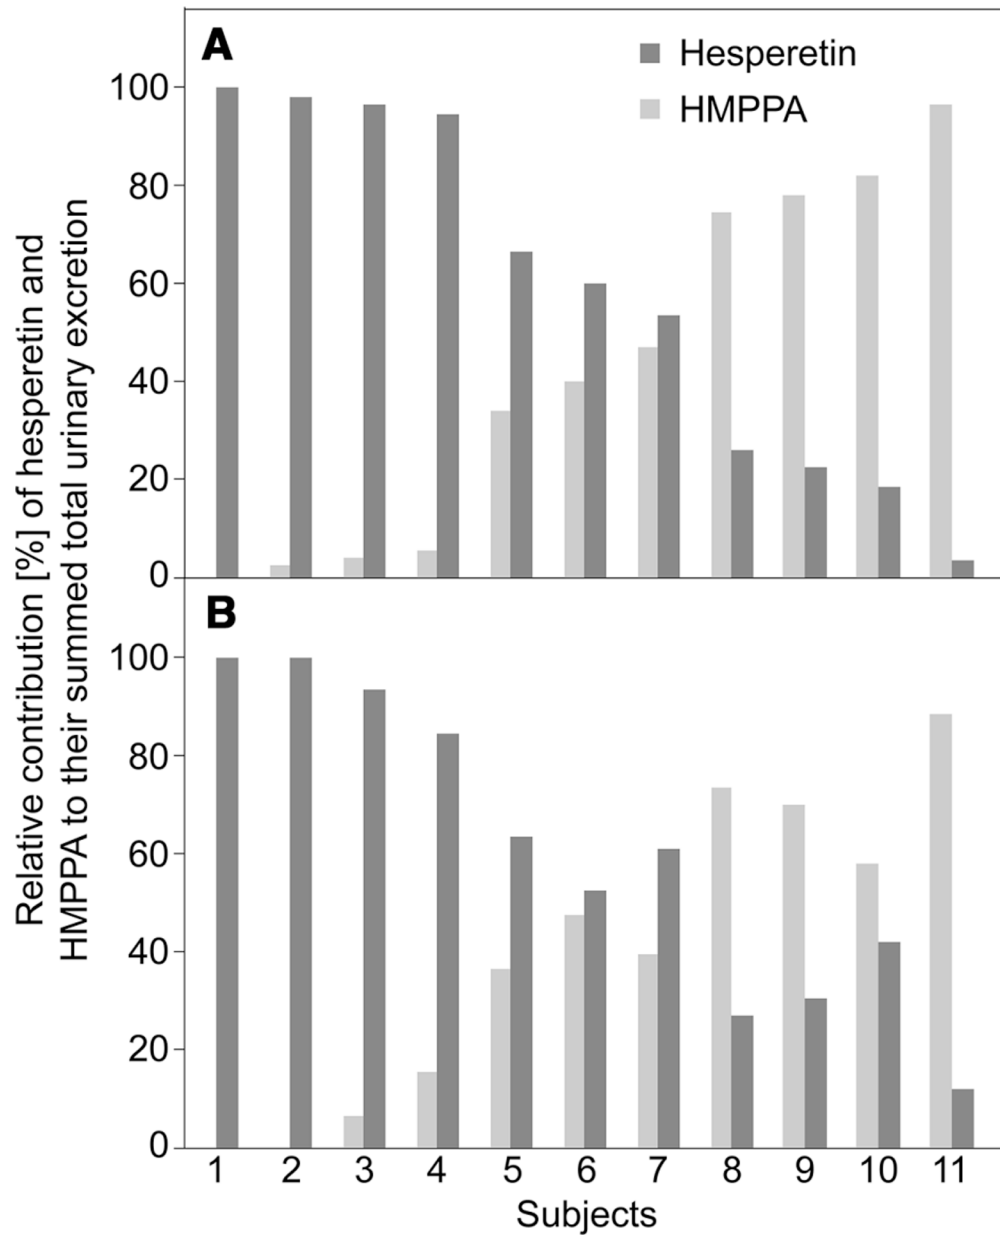 A
Hesperetin
HMPPA
100
80
60
40
20
0
B
100
80
60
40
20
0
Relative contribution [%] of hesperetin and
HMPPA to their summed total urinary excretion
1 2 3 4 5 6 7 8 9 10 11
Subjects